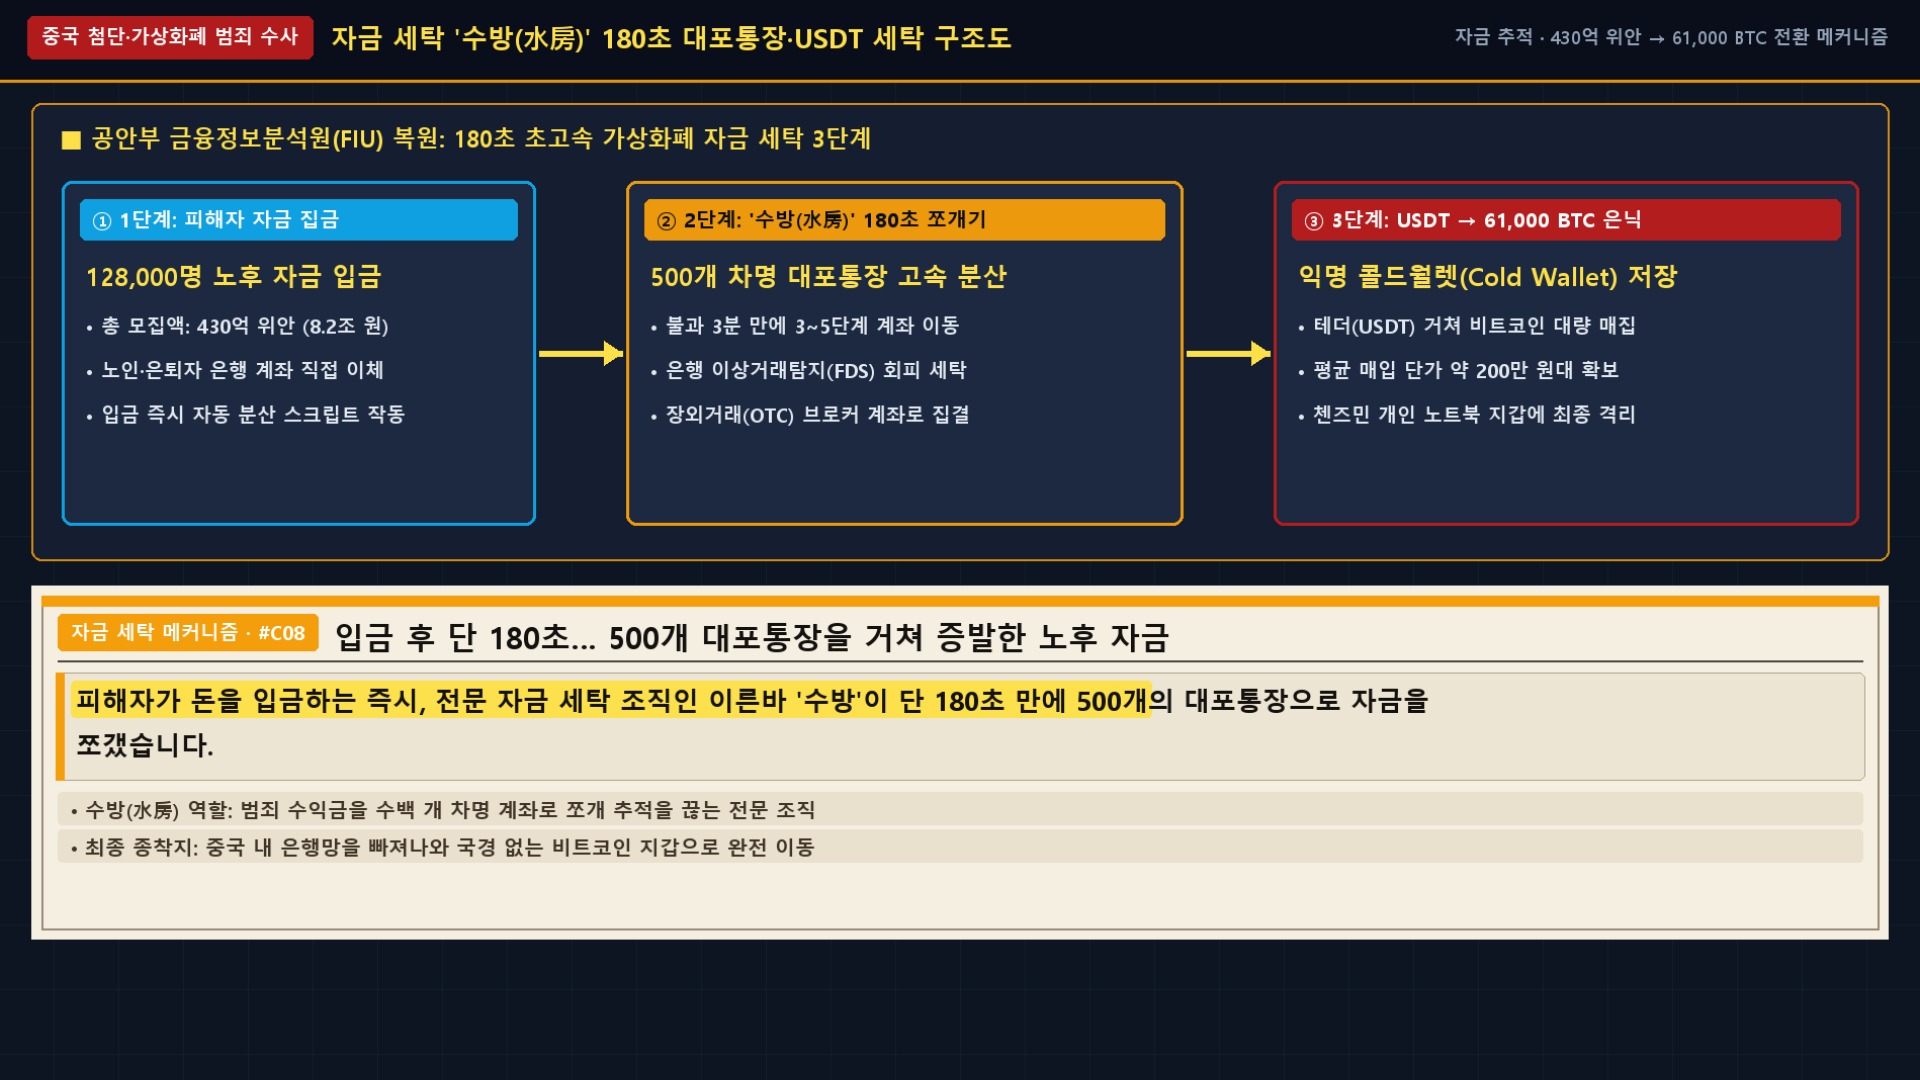 중국 첨단·가상화폐 범죄 수사
자금 세탁 '수방(水房)' 180초 대포통장·USDT 세탁 구조도
자금 추적 · 430억 위안 → 61,000 BTC 전환 메커니즘
■ 공안부 금융정보분석원(FIU) 복원: 180초 초고속 가상화폐 자금 세탁 3단계
① 1단계: 피해자 자금 집금
128,000명 노후 자금 입금
• 총 모집액: 430억 위안 (8.2조 원)
• 노인·은퇴자 은행 계좌 직접 이체
• 입금 즉시 자동 분산 스크립트 작동
② 2단계: '수방(水房)' 180초 쪼개기
500개 차명 대포통장 고속 분산
• 불과 3분 만에 3~5단계 계좌 이동
• 은행 이상거래탐지(FDS) 회피 세탁
• 장외거래(OTC) 브로커 계좌로 집결
③ 3단계: USDT → 61,000 BTC 은닉
익명 콜드월렛(Cold Wallet) 저장
• 테더(USDT) 거쳐 비트코인 대량 매집
• 평균 매입 단가 약 200만 원대 확보
• 첸즈민 개인 노트북 지갑에 최종 격리
자금 세탁 메커니즘 · #C08
입금 후 단 180초... 500개 대포통장을 거쳐 증발한 노후 자금
피해자가 돈을 입금하는 즉시, 전문 자금 세탁 조직인 이른바 '수방'이 단 180초 만에 500개의 대포통장으로 자금을
쪼갰습니다.
• 수방(水房) 역할: 범죄 수익금을 수백 개 차명 계좌로 쪼개 추적을 끊는 전문 조직
• 최종 종착지: 중국 내 은행망을 빠져나와 국경 없는 비트코인 지갑으로 완전 이동